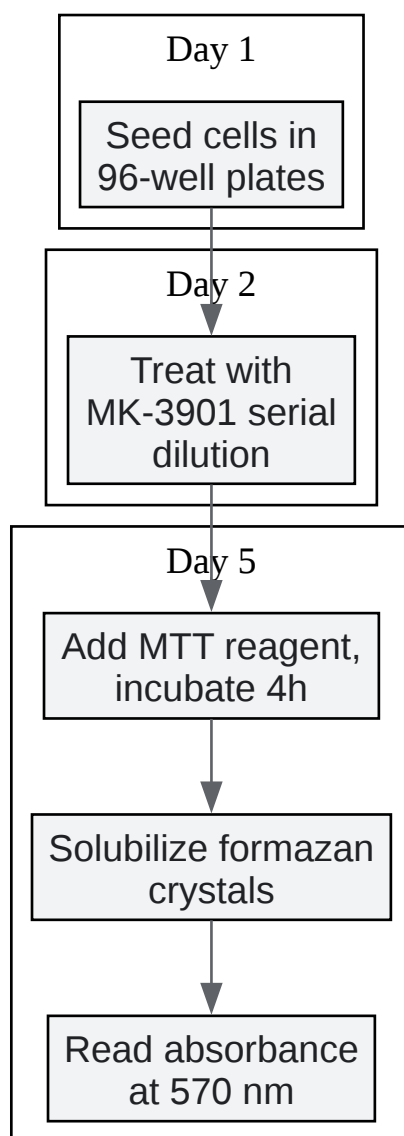 Day 1
Seed cells in
96-well plates
Day 2
Treat with
MK-3901 serial
dilution
Day 5
Add MTT reagent,
incubate 4h
Solubilize formazan
crystals
Read absorbance
at 570 nm